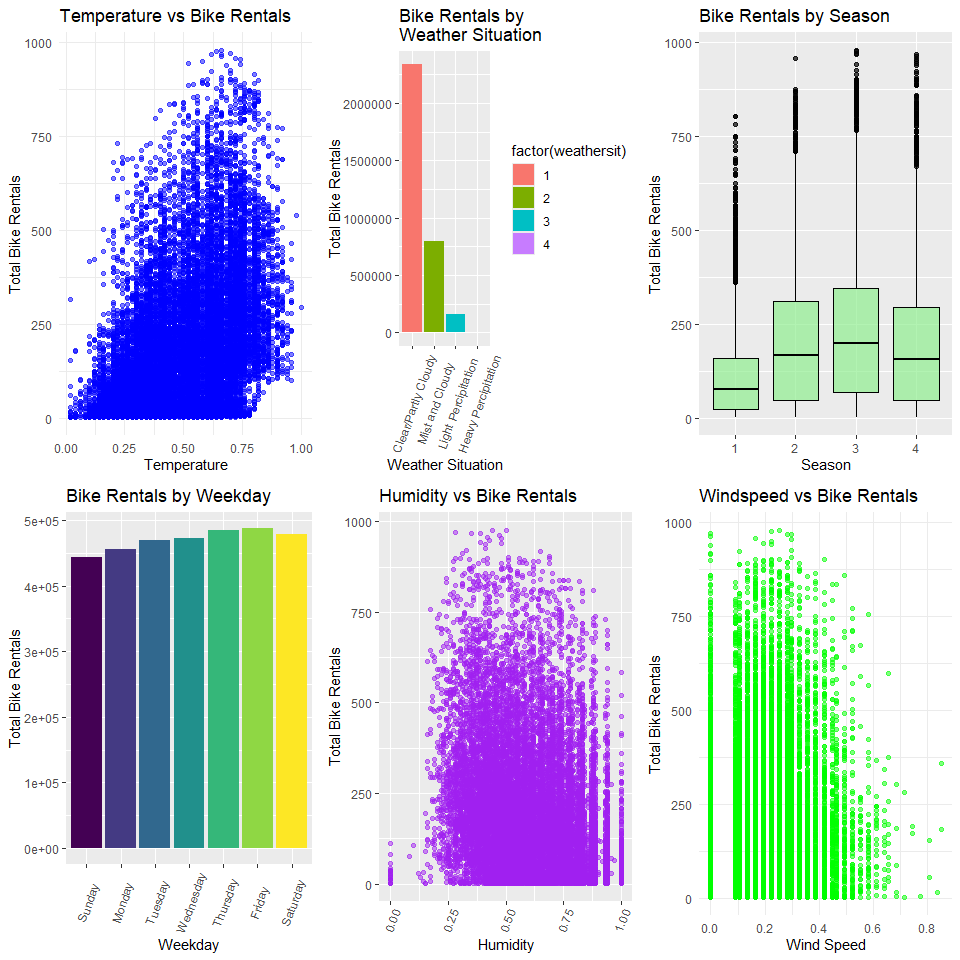 Temperature vs Bike Rentals
Total Bike Rentals
1000
750
500
250
0
0.00 0.25 0.50 0.75 1.00
Temperature
Bike Rentals by
Weather Situation
Total Bike Rentals
2000000
1500000
1000000
500000
0
Clear/Partly Cloudy
Mist and Cloudy
Light Percipitation
Heavy Percipitation
Weather Situation
factor(weathersit)
1
2
3
4
Bike Rentals by Season
Total Bike Rentals
1000
750
500
250
0
1 2 3 4
Season
Bike Rentals by Weekday
Total Bike Rentals
5e+05
4e+05
3e+05
2e+05
1e+05
0e+00
Sunday
Monday
Tuesday
Wednesday
Thursday
Friday
Saturday
Weekday
Humidity vs Bike Rentals
Total Bike Rentals
1000
750
500
250
0
0.00
0.25
0.50
0.75
1.00
Humidity
Windspeed vs Bike Rentals
Total Bike Rentals
1000
750
500
250
0
0.0 0.2 0.4 0.6 0.8
Wind Speed